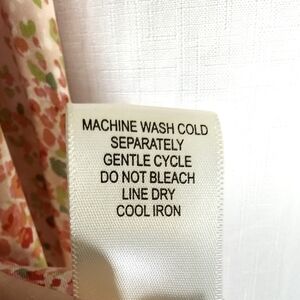 MACHINE WASH COLD
SEPARATELY
GENTLE CYCLE
DO NOT BLEACH
LINE DRY
COOL IRON